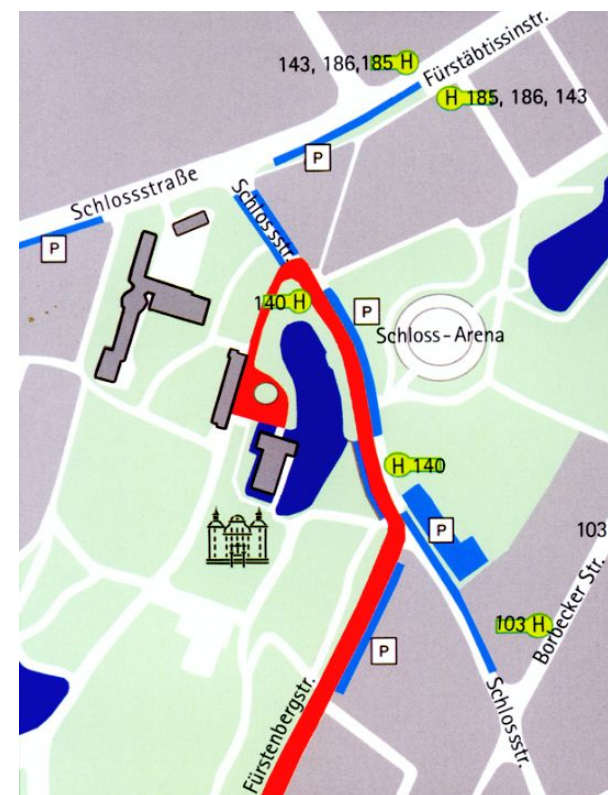 143, 186, 185 H
Fürstäbtissinstr.
H 185, 186, 143
P
Schlossstraße
P
Schlossstr.
140 H
P
Schloss-Arena
H 140
P
103
103 H
Borbecker Str.
P
Fürstenbergstr.
Schlossstr.